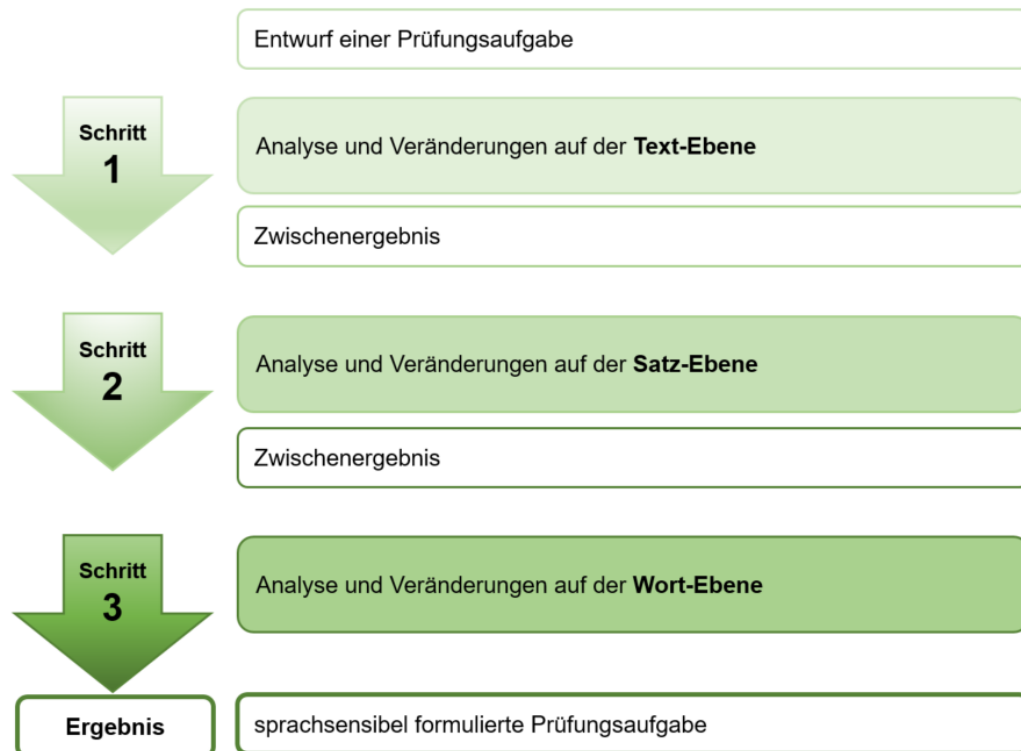 Entwurf einer Prüfungsaufgabe
Schritt
1
Analyse und Veränderungen auf der Text-Ebene
Zwischenergebnis
Schritt
2
Analyse und Veränderungen auf der Satz-Ebene
Zwischenergebnis
Schritt
3
Analyse und Veränderungen auf der Wort-Ebene
Ergebnis
sprachsensibel formulierte Prüfungsaufgabe